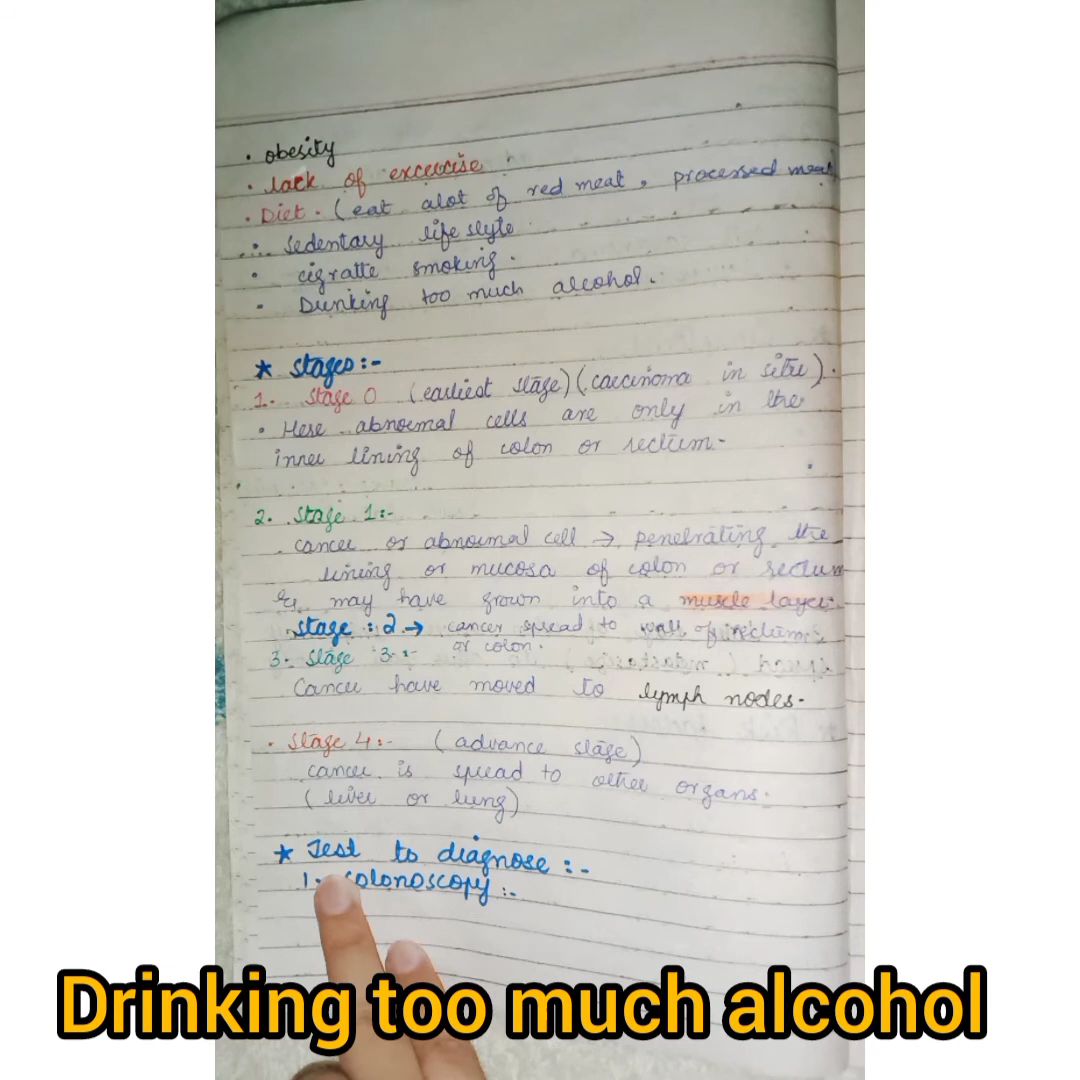 · obesity
· lack of excercise
· Diet. (eat alot of red meat, processed meat
∴ sedentary life style
· cigratte smoking.
- Drinking too much alcohol.
* stages:-
1. stage 0 (earliest stage) (carcinoma in situ).
· Here abnormal cells are only in the
inner lining of colon or rectum-
2. stage 1:-
cancer or abnormal cell → penetrating the
lining or mucosa of colon or rectum
& may have grown into a muscle layer.
stage : 2 → cancer spread to wall of rectum
or colon.
3. stage 3:-
Cancer have moved to lymph nodes.
· stage 4:- (advance stage)
cancer is spread to other organs.
(liver or lung)
* Test to diagnose :-
1. colonoscopy :-
Drinking too much alcohol